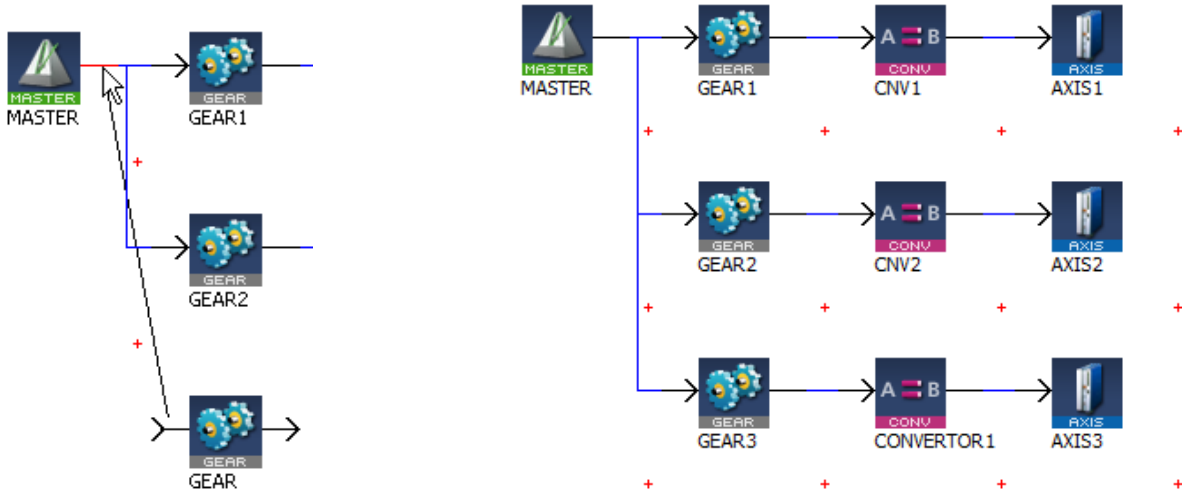 MASTER
MASTER
GEAR
GEAR1
GEAR
GEAR2
GEAR
GEAR
MASTER
MASTER
GEAR
GEAR1
A B
CONV
CNV1
AXIS
AXIS1
GEAR
GEAR2
A B
CONV
CNV2
AXIS
AXIS2
GEAR
GEAR3
A B
CONV
CONVERTOR1
AXIS
AXIS3